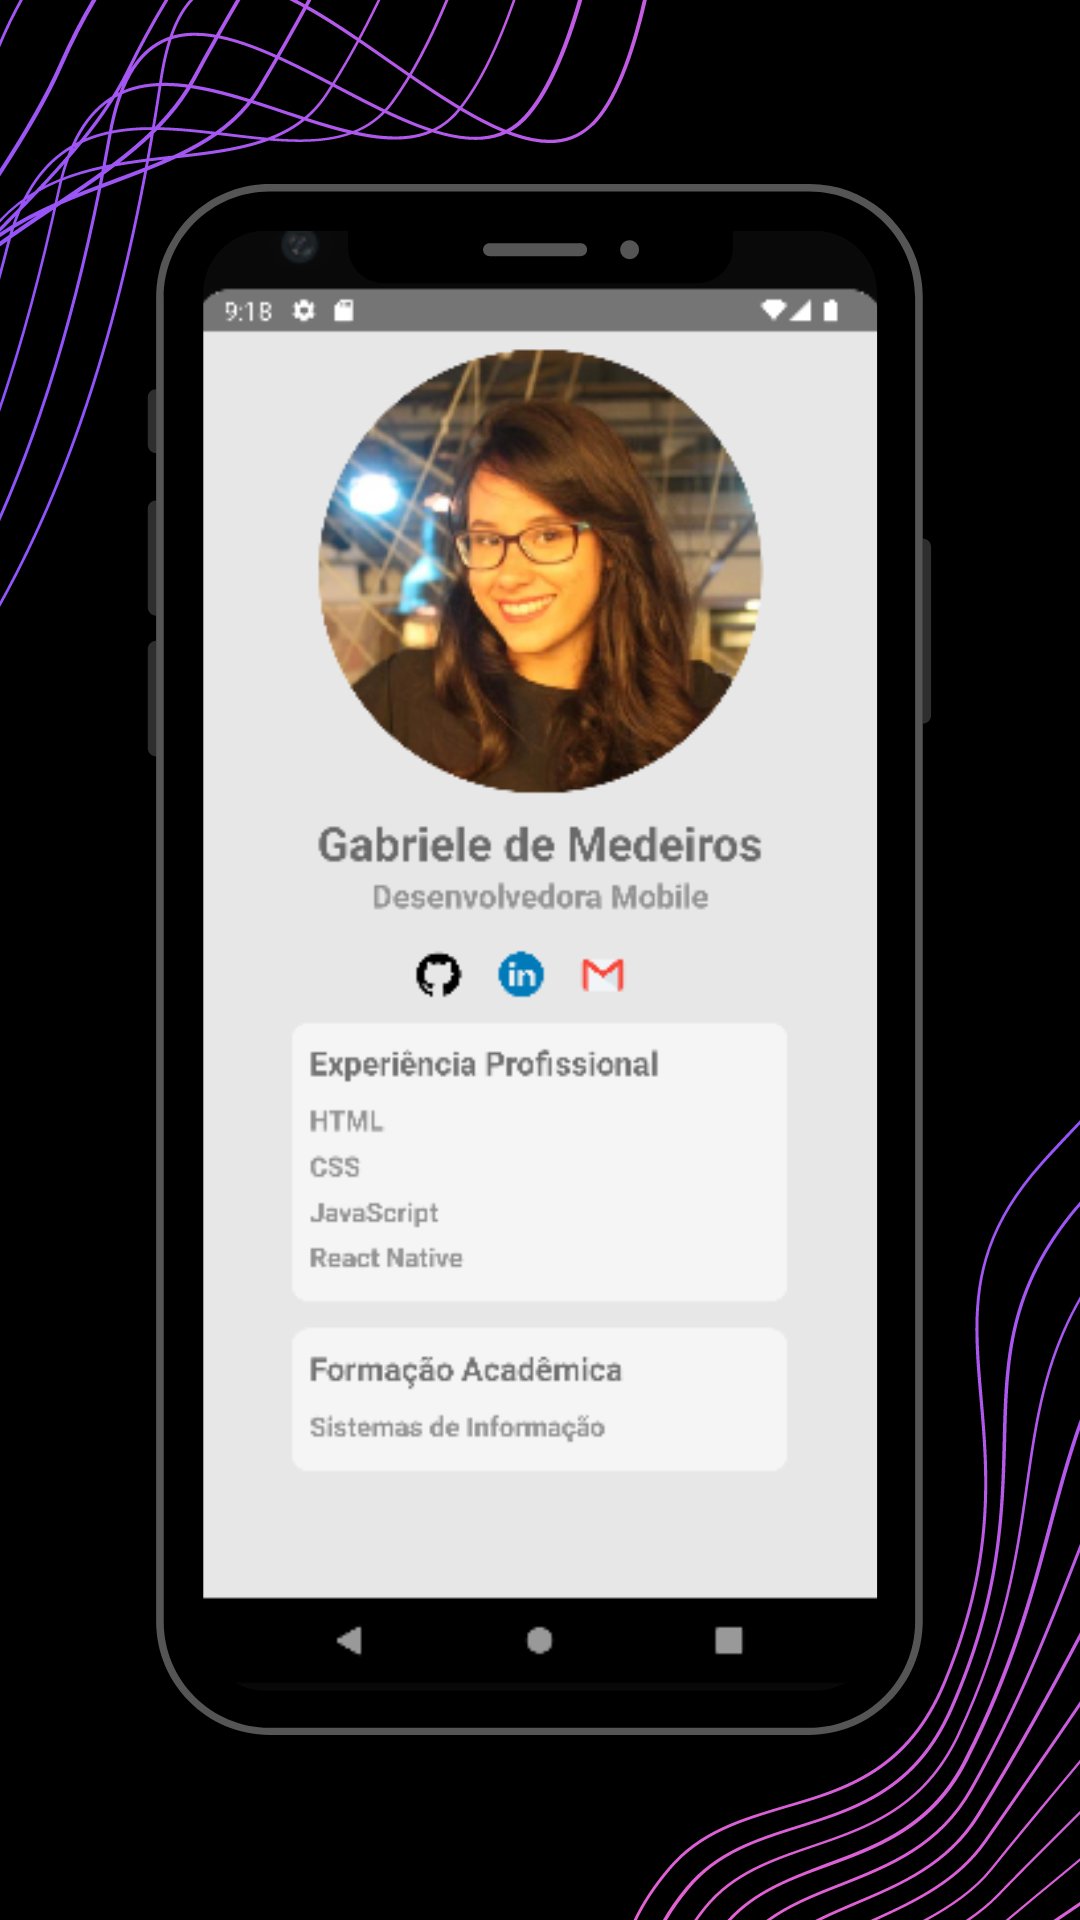 9:18
Gabriele de Medeiros
Desenvolvedora Mobile
in
Experiência Profissional
HTML
CSS
JavaScript
React Native
Formação Acadêmica
Sistemas de Informação